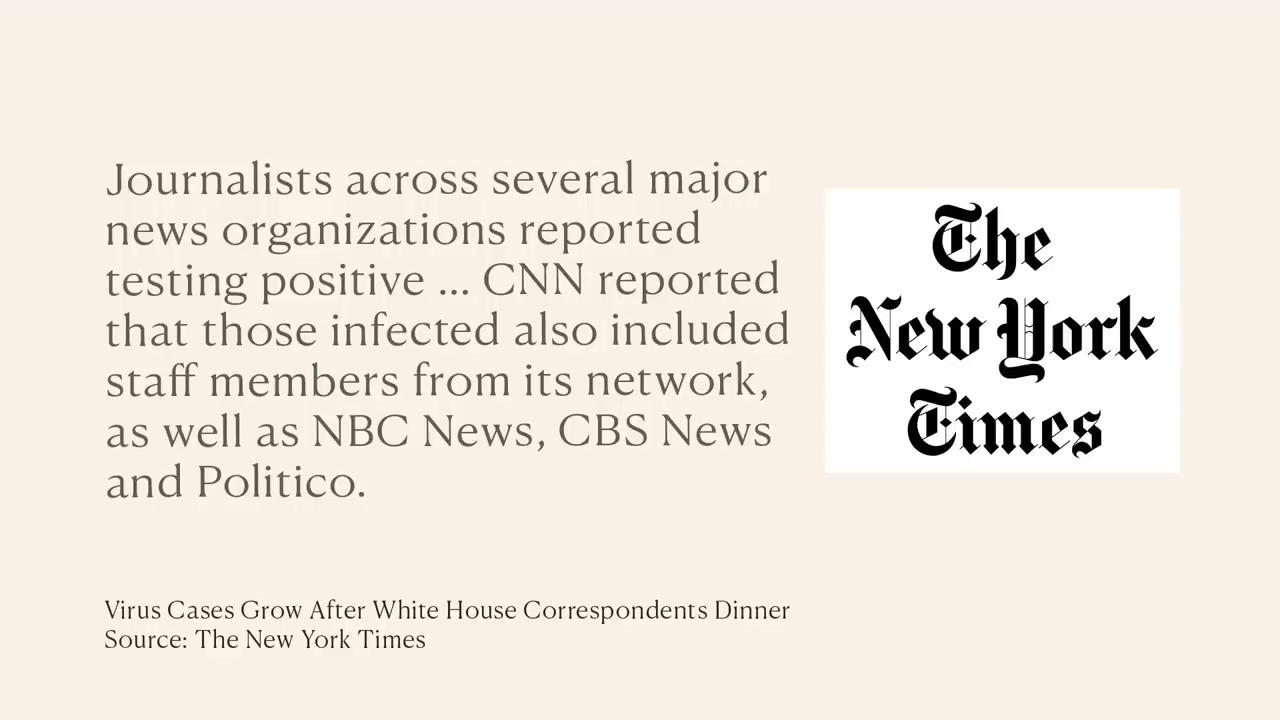 Journalists across several major
news organizations reported
testing positive ... CNN reported
that those infected also included
staff members from its network,
as well as NBC News, CBS News
and Politico.
The
New York
Times
Virus Cases Grow After White House Correspondents Dinner
Source: The New York Times